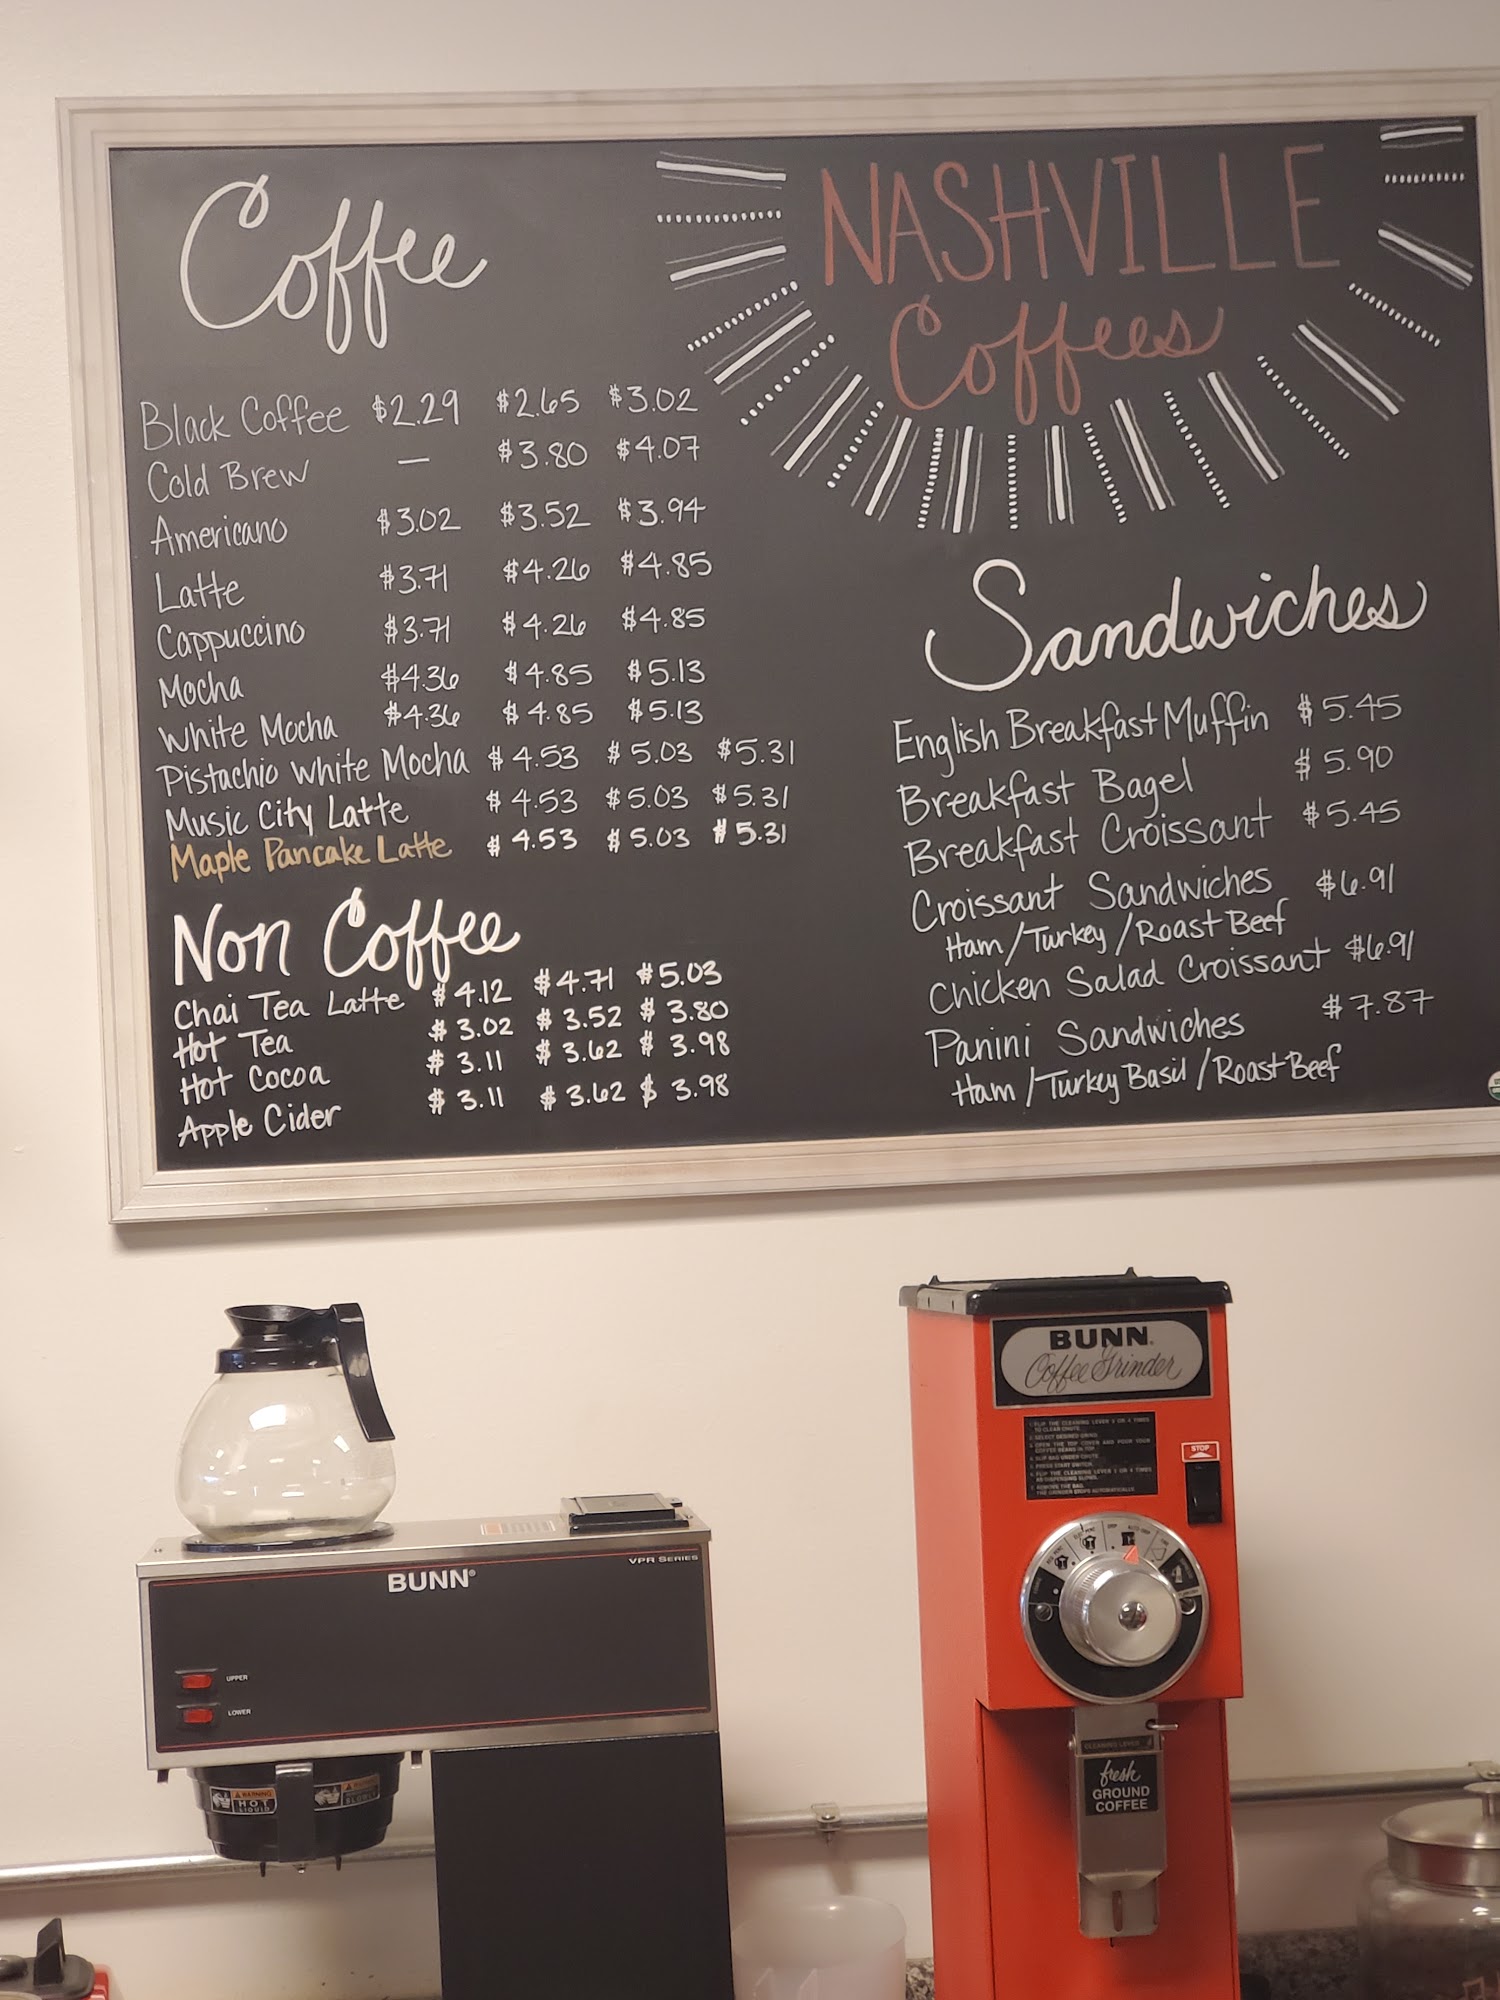 Coffee
Black Coffee $2.29 $2.65 $3.02
Cold Brew — $3.80 $4.07
Americano $3.02 $3.52 $3.94
Latte $3.71 $4.26 $4.85
Cappuccino $3.71 $4.26 $4.85
Mocha $4.36 $4.85 $5.13
White Mocha $4.36 $4.85 $5.13
Pistachio White Mocha $4.53 $5.03 $5.31
Music City Latte $4.53 $5.03 $5.31
Maple Pancake Latte $4.53 $5.03 $5.31
Non Coffee
Chai Tea Latte $4.12 $4.71 $5.03
Hot Tea $3.02 $3.52 $3.80
Hot Cocoa $3.11 $3.62 $3.98
Apple Cider $3.11 $3.62 $3.98
NASHVILLE
Coffees
Sandwiches
English Breakfast Muffin $5.45
Breakfast Bagel $5.90
Breakfast Croissant $5.45
Croissant Sandwiches $6.91
Ham/Turkey/Roast Beef
Chicken Salad Croissant $6.91
Panini Sandwiches $7.87
Ham/Turkey Basil/Roast Beef
VPR SERIES
BUNN®
UPPER
LOWER
WARNING
HOT
LIQUID
BUNN®
Coffee Grinder
STOP
CLEANING LEVER
fresh
GROUND
COFFEE